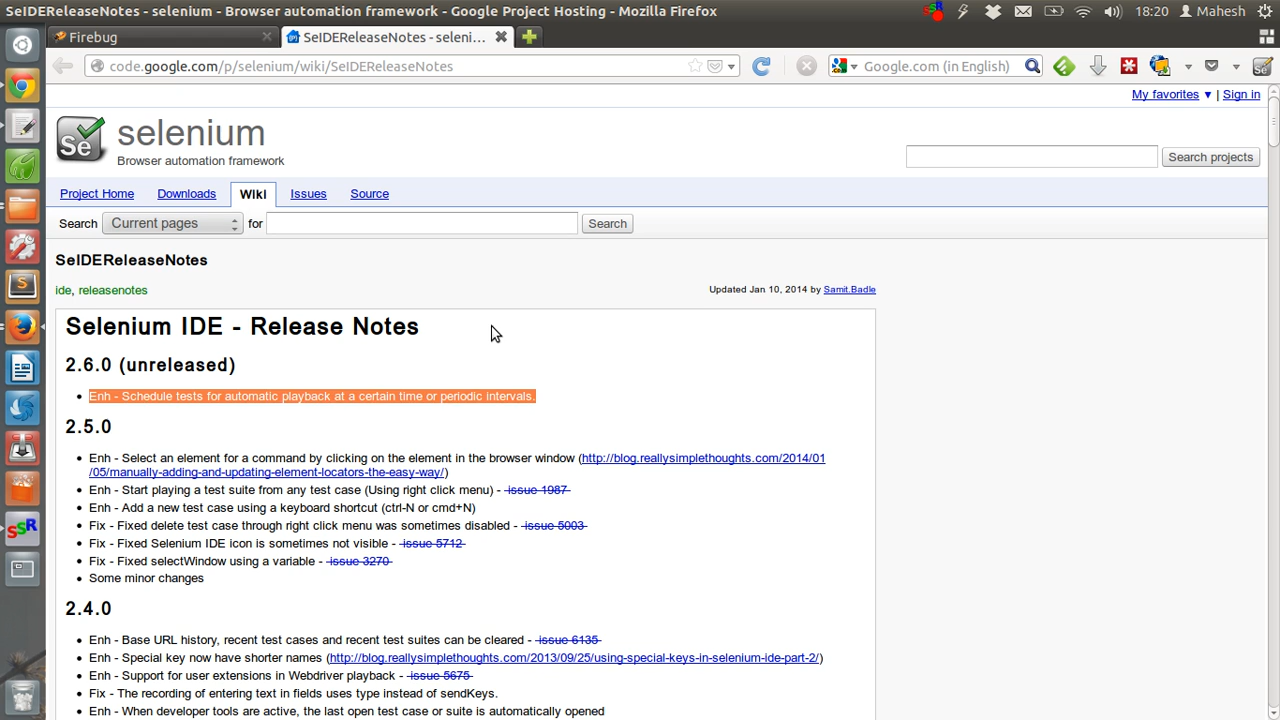 SeIDEReleaseNotes - selenium - Browser automation framework - Google Project Hosting - Mozilla Firefox
18:20 Mahesh
Firebug
SeIDEReleaseNotes - seleni...
code.google.com/p/selenium/wiki/SeIDEReleaseNotes
Google.com (in English)
My favorites ▼ | Sign in
Se
selenium
Browser automation framework
Search projects
Project Home Downloads Wiki Issues Source
Search Current pages for Search
SeIDEReleaseNotes
ide, releasenotes
Updated Jan 10, 2014 by Samit.Badle
Selenium IDE - Release Notes
2.6.0 (unreleased)
• Enh - Schedule tests for automatic playback at a certain time or periodic intervals.
2.5.0
• Enh - Select an element for a command by clicking on the element in the browser window (http://blog.reallysimplethoughts.com/2014/01
/05/manually-adding-and-updating-element-locators-the-easy-way/)
• Enh - Start playing a test suite from any test case (Using right click menu) - issue 1987
• Enh - Add a new test case using a keyboard shortcut (ctrl-N or cmd+N)
• Fix - Fixed delete test case through right click menu was sometimes disabled - issue 5003
• Fix - Fixed Selenium IDE icon is sometimes not visible - issue 5712
• Fix - Fixed selectWindow using a variable - issue 3270
• Some minor changes
2.4.0
• Enh - Base URL history, recent test cases and recent test suites can be cleared - issue 6135
• Enh - Special key now have shorter names (http://blog.reallysimplethoughts.com/2013/09/25/using-special-keys-in-selenium-ide-part-2/)
• Enh - Support for user extensions in Webdriver playback - issue 5675
• Fix - The recording of entering text in fields uses type instead of sendKeys.
• Enh - When developer tools are active, the last open test case or suite is automatically opened